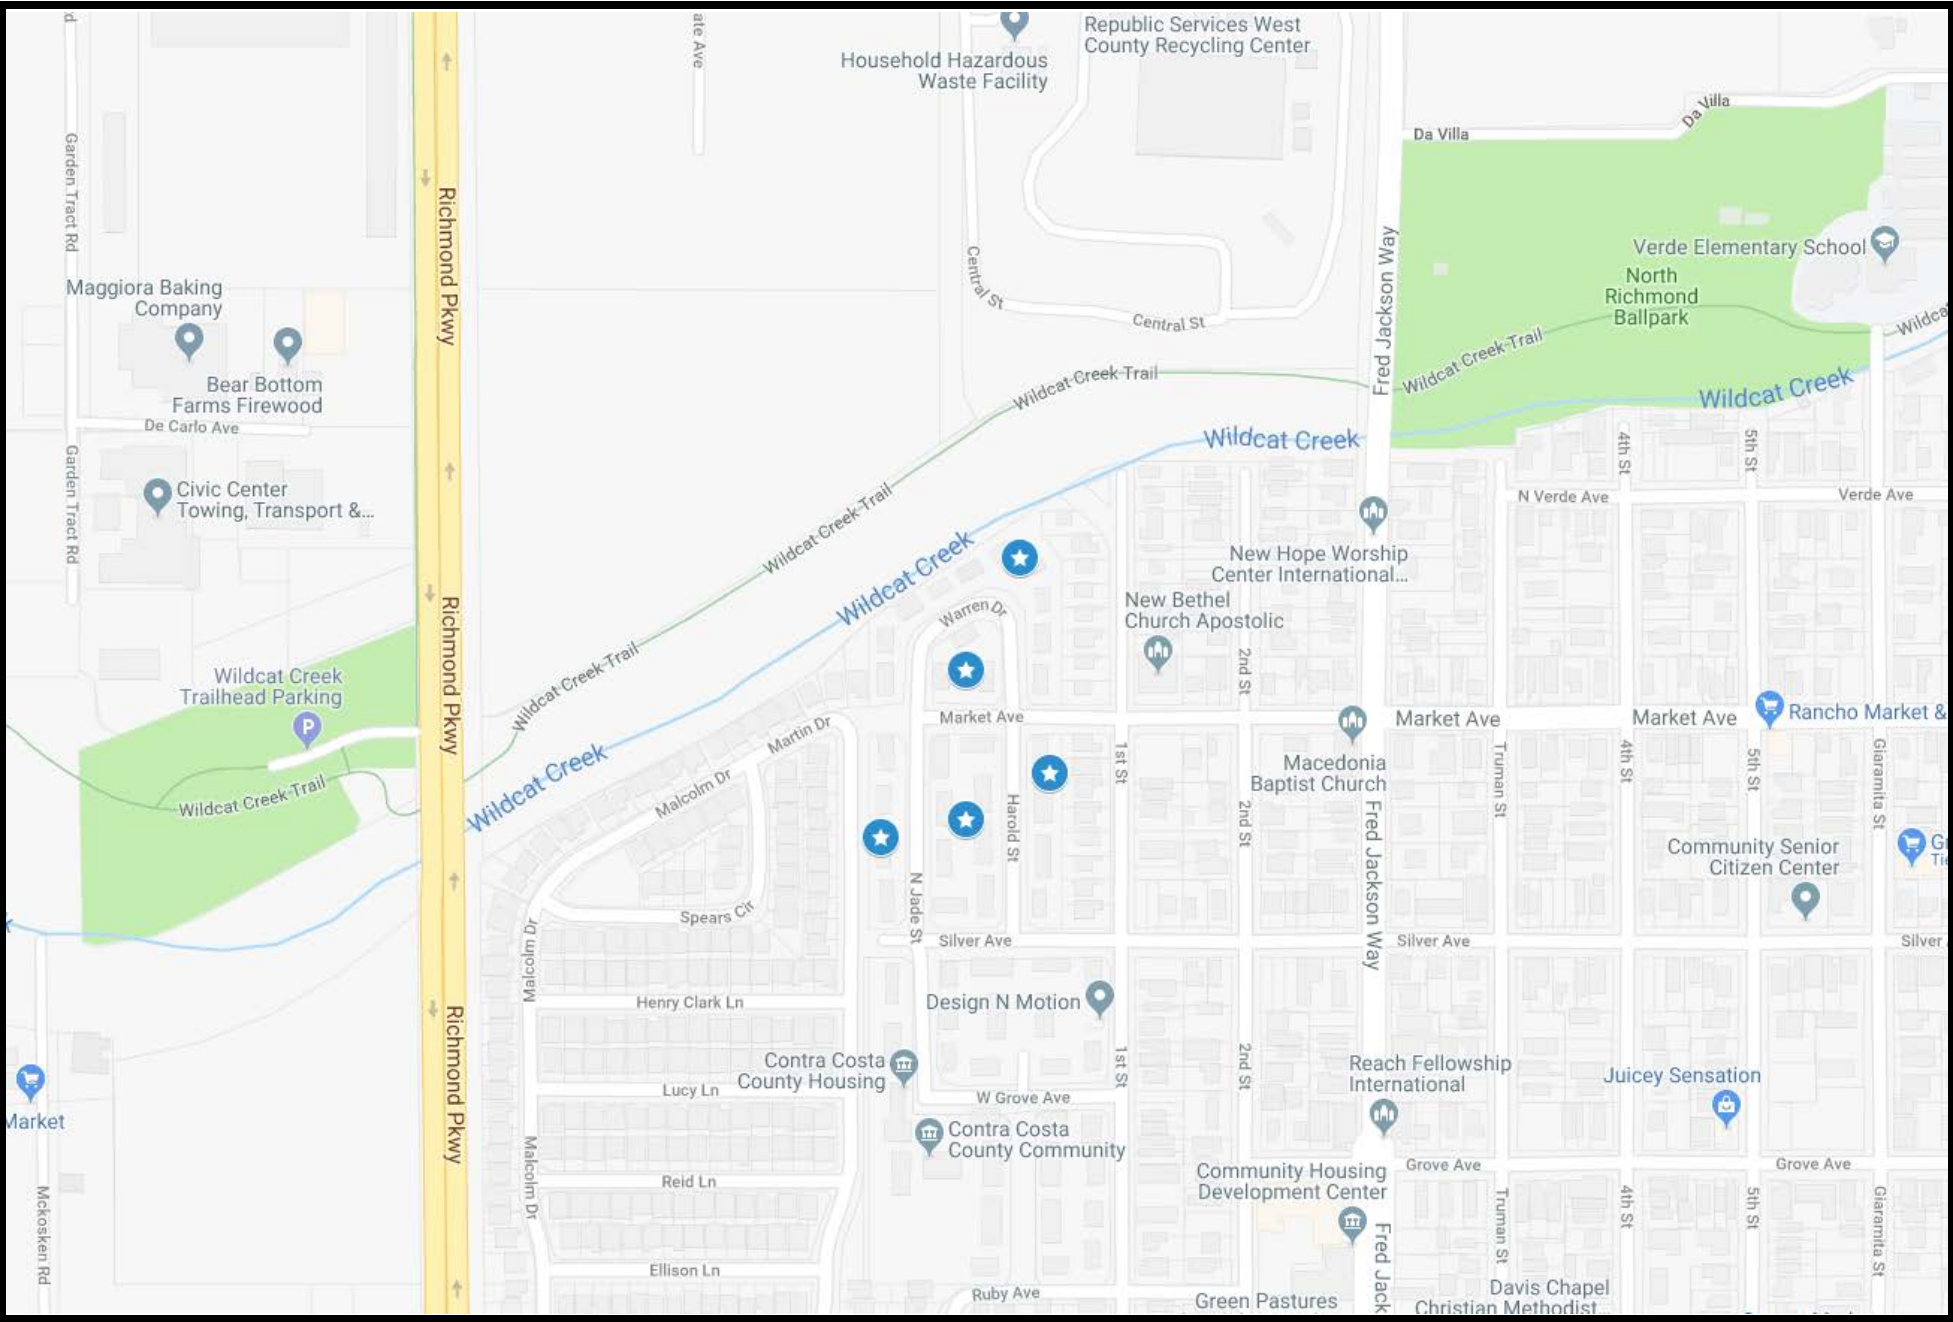 d
ate Ave
Republic Services West
County Recycling Center
Household Hazardous
Waste Facility
Da Villa
Da Villa
Garden Tract Rd
Richmond Pkwy
Central St
Central St
Fred Jackson Way
Verde Elementary School
North
Richmond
Ballpark
Maggiora Baking
Company
Bear Bottom
Farms Firewood
De Carlo Ave
Wildcat Creek Trail
Wildcat Creek Trail
Wildca
Wildcat Creek
Wildcat Creek
4th St
5th St
Garden Tract Rd
Civic Center
Towing, Transport &...
Wildcat Creek Trail
N Verde Ave
Verde Ave
New Hope Worship
Center International...
Wildcat Creek
Warren Dr
New Bethel
Church Apostolic
Richmond Pkwy
Wildcat Creek
Trailhead Parking
P
Wildcat Creek Trail
2nd St
Market Ave
Market Ave
Market Ave
Rancho Market &
Martin Dr
Wildcat Creek
Malcolm Dr
Wildcat Creek Trail
1st St
Macedonia
Baptist Church
Truman St
4th St
5th St
Giaramita St
Harold St
2nd St
Fred Jackson Way
Community Senior
Citizen Center
G
Tie
Spears Cir
N Jade St
Silver Ave
Silver Ave
Silver
k
Malcolm Dr
Henry Clark Ln
Design N Motion
Richmond Pkwy
Contra Costa
County Housing
1st St
2nd St
Reach Fellowship
International
Juicey Sensation
Lucy Ln
W Grove Ave
Market
Contra Costa
County Community
Malcolm Dr
Reid Ln
Community Housing
Development Center
Grove Ave
Grove Ave
Mckosken Rd
Truman St
4th St
5th St
Giaramita St
Fred Jack
Ellison Ln
Ruby Ave
Green Pastures
Davis Chapel
Christian Methodist...